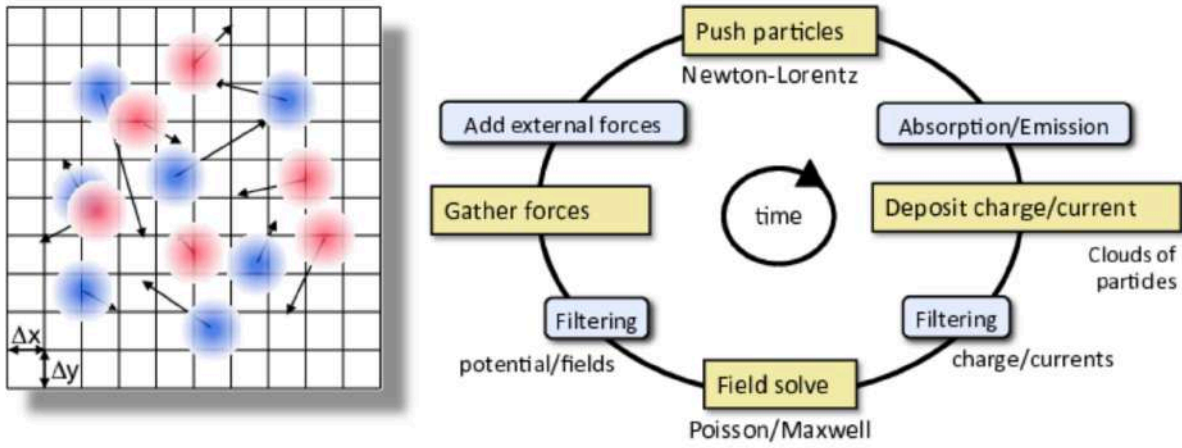 Δx
Δy
Push particles
Newton-Lorentz
Add external forces
Absorption/Emission
Gather forces
time
Deposit charge/current
Clouds of
particles
Filtering
potential/fields
Filtering
charge/currents
Field solve
Poisson/Maxwell